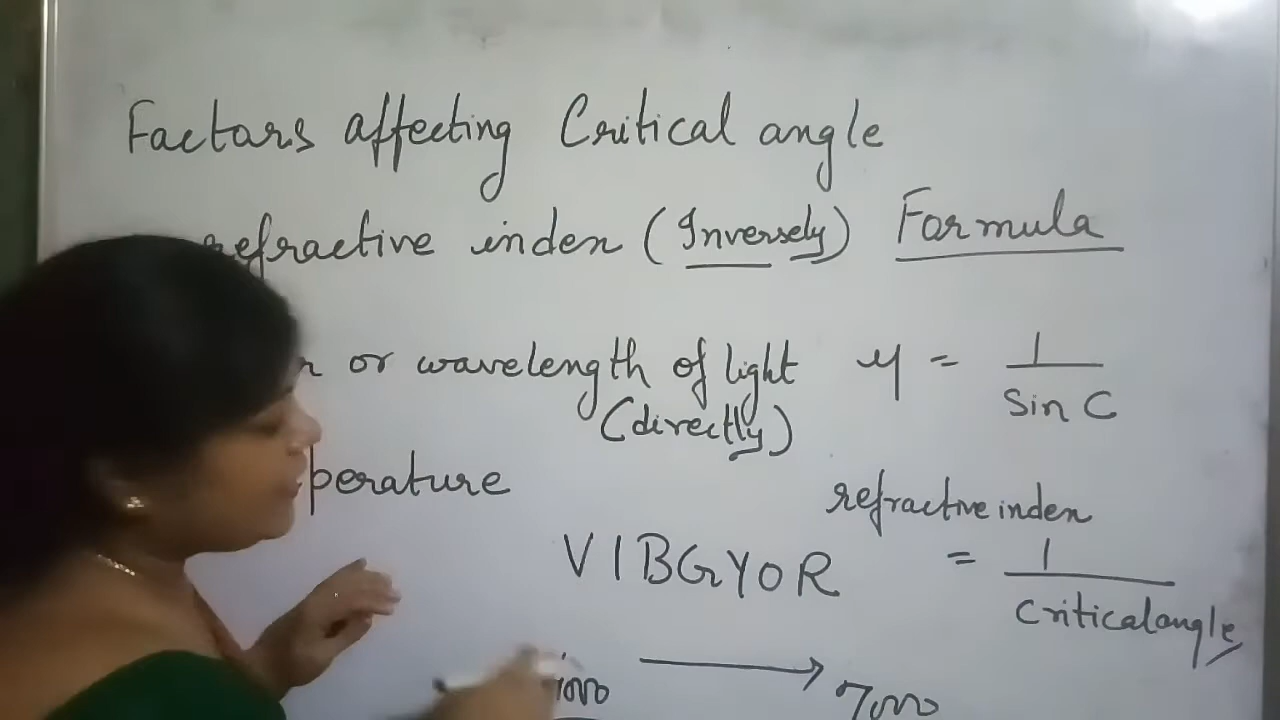 Factors affecting Critical angle
refractive index (Inversely)
or wavelength of light
(directly)
perature
VIBGYOR
→ 7000
Formula
μ = 1 / Sin C
refractive index
= 1 / Critical angle